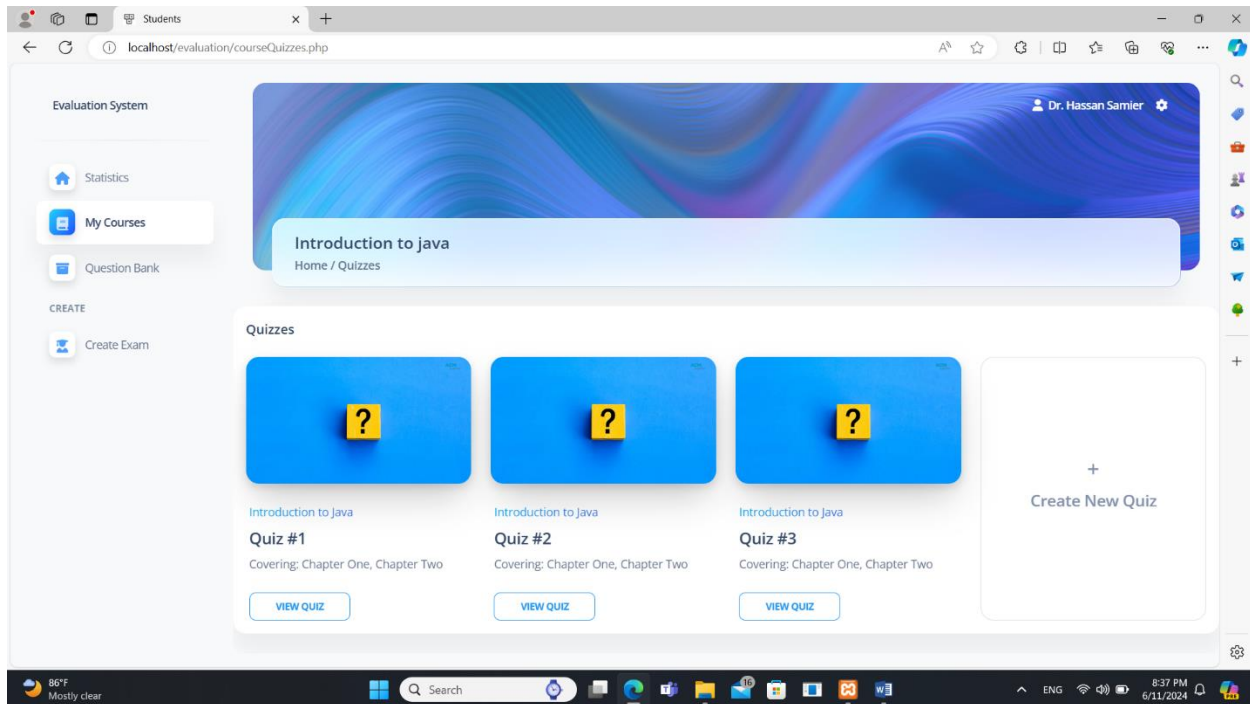 Students
localhost/evaluation/courseQuizzes.php
Evaluation System
Dr. Hassan Samier
Statistics
My Courses
Question Bank
CREATE
Create Exam
Introduction to java
Home / Quizzes
Quizzes
?
?
?
+
Create New Quiz
Introduction to Java
Introduction to Java
Introduction to Java
Quiz #1
Quiz #2
Quiz #3
Covering: Chapter One, Chapter Two
Covering: Chapter One, Chapter Two
Covering: Chapter One, Chapter Two
VIEW QUIZ
VIEW QUIZ
VIEW QUIZ
86°F
Mostly clear
Search
16
ENG
8:37 PM
6/11/2024